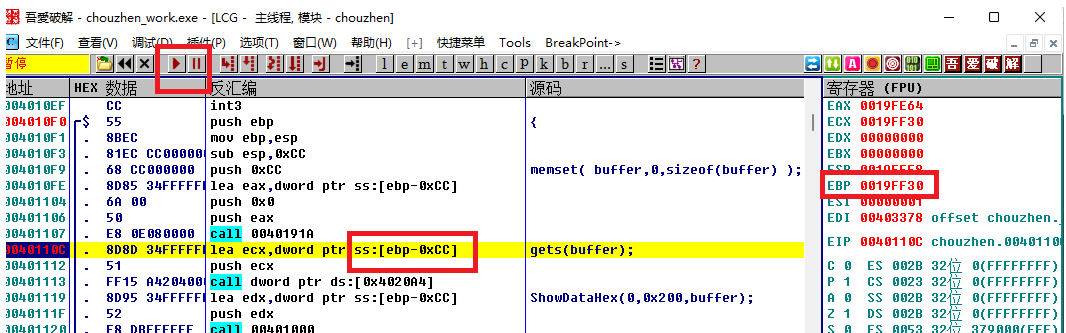 吾愛破解 - chouzhen_work.exe - [LCG - 主线程, 模块 - chouzhen]
文件(F) 查看(V) 调试(D) 插件(P) 选项(T) 窗口(W) 帮助(H) [+] 快捷菜单 Tools BreakPoint->
暂停 l e m t w h c p k b r ... s ? 吾 爱 破 解
地址 HEX 数据 反汇编 源码 寄存器 (FPU)
004010EF CC int3 EAX 0019FE64
004010F0 $ 55 push ebp { ECX 0019FF30
004010F1 . 8BEC mov ebp,esp EDX 00000000
004010F3 . 81EC CC000000 sub esp,0xCC EBX 00000000
004010F9 . 68 CC000000 push 0xCC memset( buffer,0,sizeof(buffer) );
004010FE . 8D85 34FFFFFF lea eax,dword ptr ss:[ebp-0xCC] EBP 0019FF30
00401104 . 6A 00 push 0x0 ESI 00000001
00401106 . 50 push eax EDI 00403378 offset chouzhen.
00401107 . E8 0E080000 call 0040191A
0040110C . 8D8D 34FFFFFF lea ecx,dword ptr ss:[ebp-0xCC] gets(buffer); EIP 0040110C chouzhen.0040110
00401112 . 51 push ecx C 0 ES 002B 32位 0(FFFFFFFF)
00401113 . FF15 A4204000 call dword ptr ds:[0x4020A4] P 1 CS 0023 32位 0(FFFFFFFF)
00401119 . 8D95 34FFFFFF lea edx,dword ptr ss:[ebp-0xCC] ShowDataHex(0,0x200,buffer); A 0 SS 002B 32位 0(FFFFFFFF)
0040111F . 52 push edx Z 1 DS 002B 32位 0(FFFFFFFF)
00401120 . E8 DBFEFFFF call 00401000 S 0 FS 0053 32位 379000(FFF)